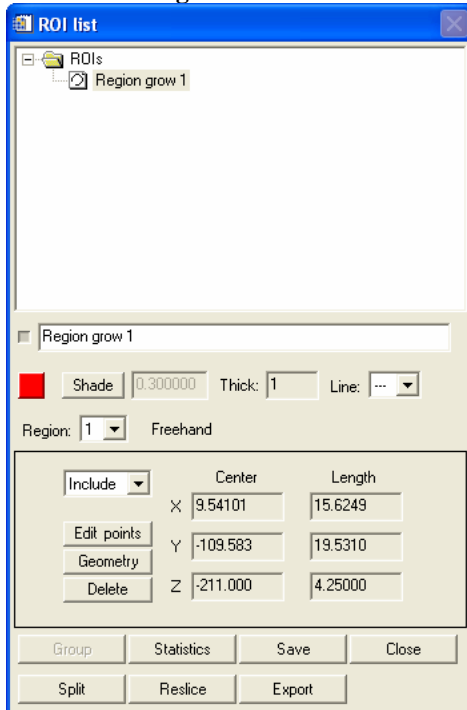 ROI list
ROIs
Region grow 1
Region grow 1
Shade 0.300000 Thick: 1 Line: ---
Region: 1 Freehand
Include Center Length
X 9.54101 15.6249
Edit points
Y -109.583 19.5310
Geometry
Delete Z -211.000 4.25000
Group Statistics Save Close
Split Reslice Export